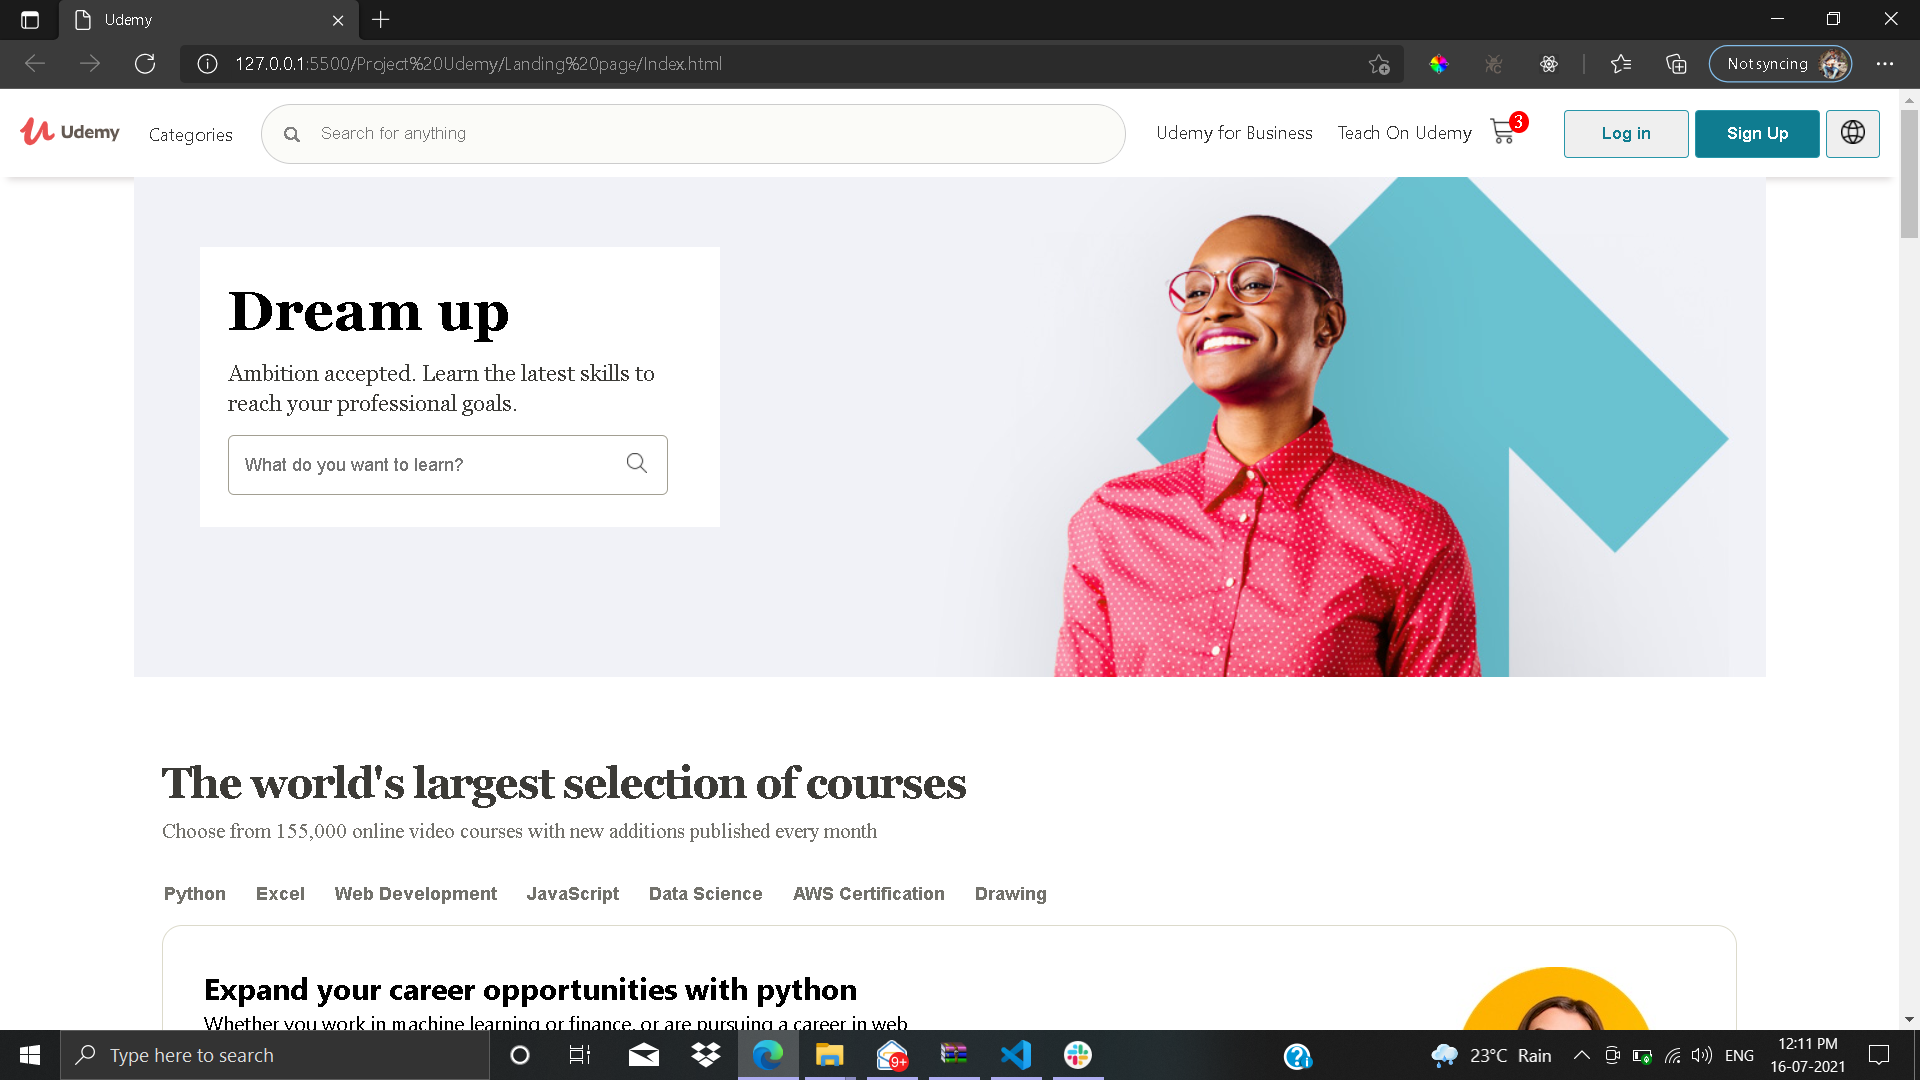 Udemy
127.0.0.1:5500/Project%20Udemy/Landing%20page/Index.html
Not syncing
Udemy
Categories
Search for anything
Udemy for Business
Teach On Udemy
3
Log in
Sign Up
Dream up
Ambition accepted. Learn the latest skills to
reach your professional goals.
What do you want to learn?
The world's largest selection of courses
Choose from 155,000 online video courses with new additions published every month
Python Excel Web Development JavaScript Data Science AWS Certification Drawing
Expand your career opportunities with python
Whether you work in machine learning or finance, or are pursuing a career in web
Type here to search
9+
23°C Rain
ENG
12:11 PM
16-07-2021